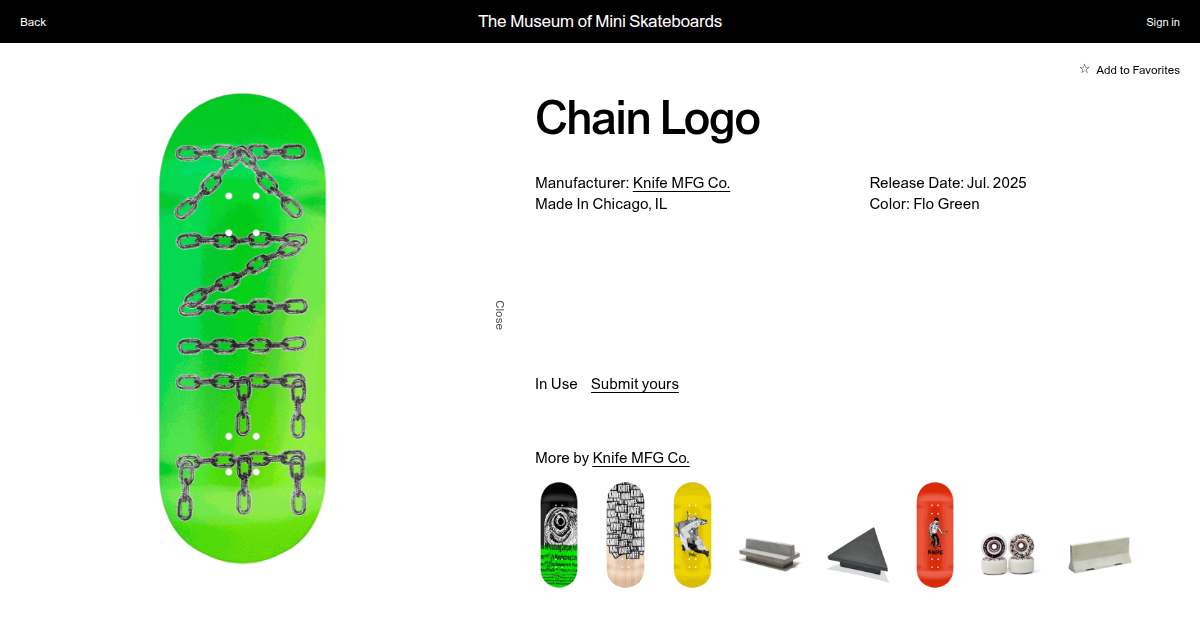 Back
The Museum of Mini Skateboards
Sign in
☆ Add to Favorites
Chain Logo
Manufacturer: Knife MFG Co.
Made In Chicago, IL
Release Date: Jul. 2025
Color: Flo Green
KNIFE
Close
In Use Submit yours
More by Knife MFG Co.